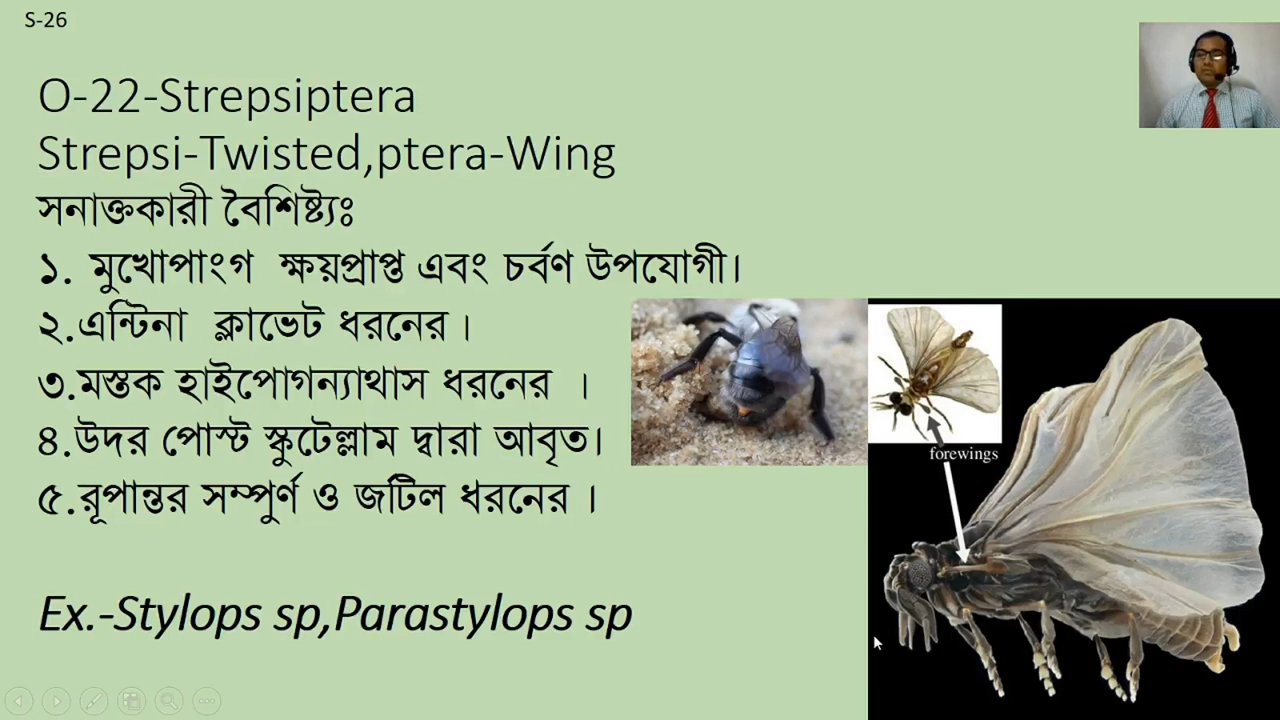 S-26
O-22-Strepsiptera
Strepsi-Twisted,ptera-Wing
সনাক্তকারী বৈশিষ্ট্যঃ
১. মুখোপাংগ ক্ষয়প্রাপ্ত এবং চর্বণ উপযোগী।
২.এন্টিনা ক্লাভেট ধরনের।
৩.মস্তক হাইপোগন্যাথাস ধরনের ।
৪.উদর পোস্ট স্কুটেল্লাম দ্বারা আবৃত।
৫.রূপান্তর সম্পুর্ণ ও জটিল ধরনের ।
forewings
Ex.-Stylops sp,Parastylops sp